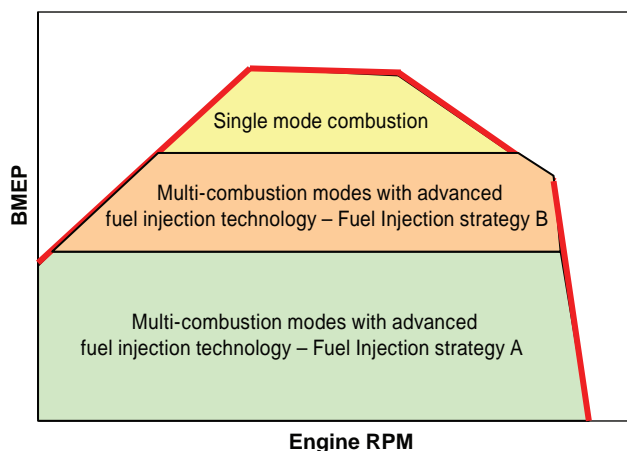 Single mode combustion
Multi-combustion modes with advanced
fuel injection technology – Fuel Injection strategy B
Multi-combustion modes with advanced
fuel injection technology – Fuel Injection strategy A
BMEP
Engine RPM